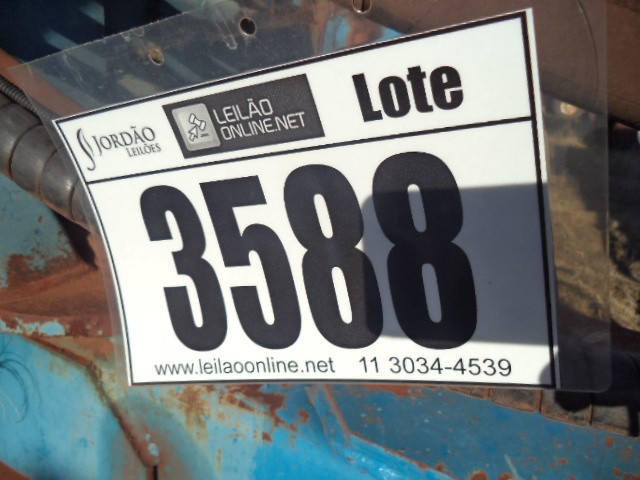 JORDÃO
LEILÕES
LEILÃO
ONLINE.NET
Lote
3588
www.leilaoonline.net 11 3034-4539